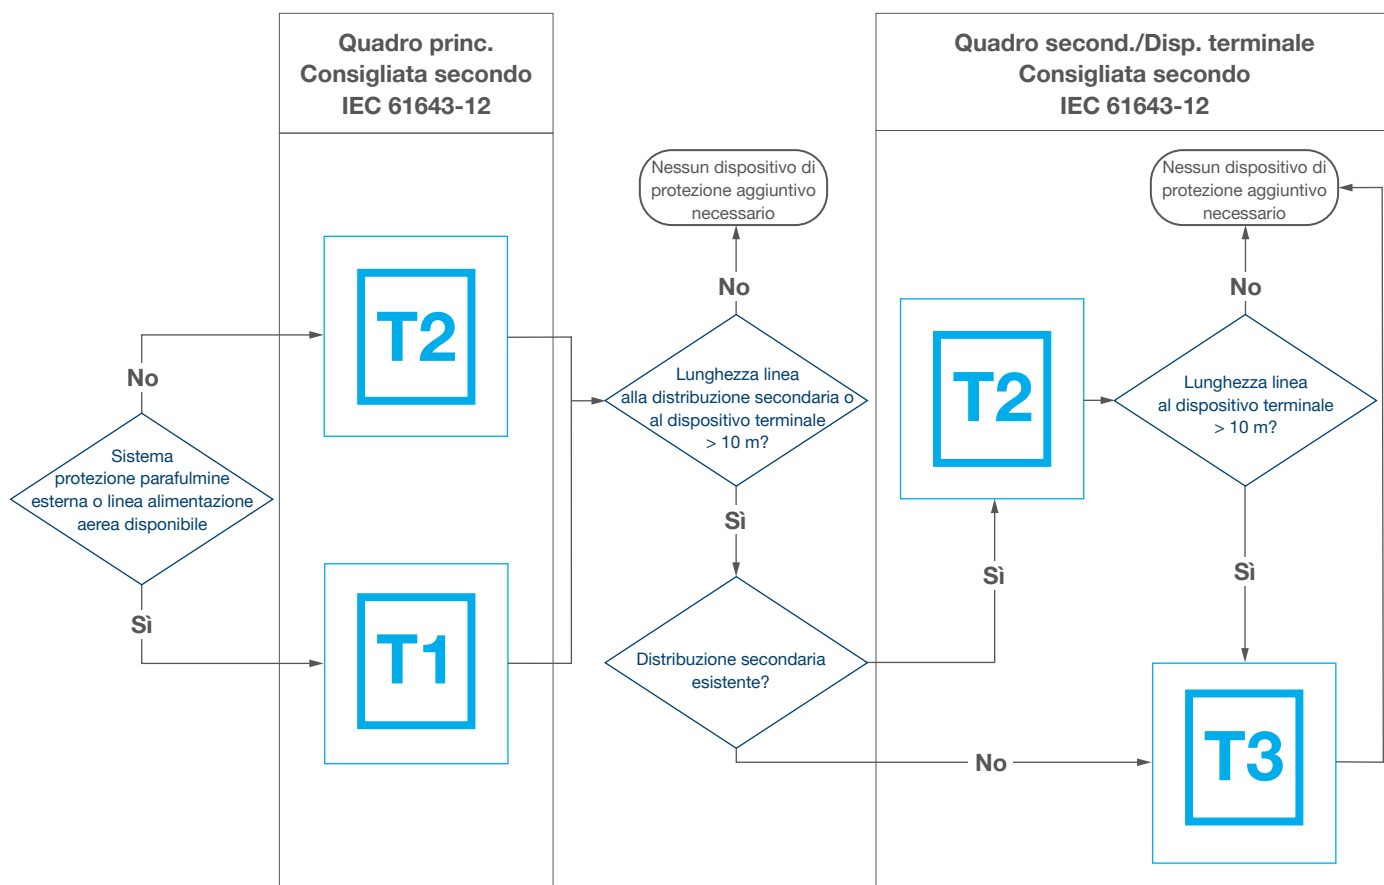 Quadro princ.
Consigliata secondo
IEC 61643-12
Quadro second./Disp. terminale
Consigliata secondo
IEC 61643-12
Nessun dispositivo di
protezione aggiuntivo
necessario
Nessun dispositivo di
protezione aggiuntivo
necessario
No
No
T2
T2
No
Lunghezza linea
alla distribuzione secondaria o
al dispositivo terminale
> 10 m?
Lunghezza linea
al dispositivo terminale
> 10 m?
Sistema
protezione parafulmine
esterna o linea alimentazione
aerea disponibile
Sì
Sì
Sì
Sì
T1
Distribuzione secondaria
esistente?
No
T3